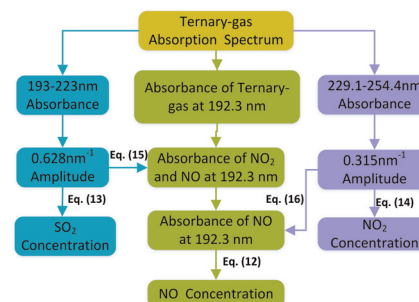 Ternary-gas
Absorption Spectrum
193-223nm
Absorbance
Absorbance of Ternary-
gas at 192.3 nm
229.1-254.4nm
Absorbance
0.628nm⁻¹
Amplitude
Eq. (15)
Absorbance of NO₂
and NO at 192.3 nm
0.315nm⁻¹
Amplitude
Eq. (13)
Eq. (16)
Eq. (14)
SO₂
Concentration
Absorbance of NO
at 192.3 nm
NO₂
Concentration
Eq. (12)
NO Concentration